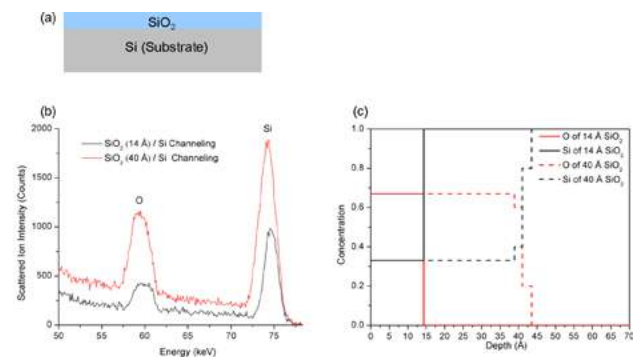 (a)
SiO₂
Si (Substrate)
(b)
SiO₂ (14 Å) / Si Channeling
SiO₂ (40 Å) / Si Channeling
Si
O
2000
1500
1000
500
0
Scattered Ion Intensity (Counts)
50 55 60 65 70 75
Energy (keV)
(c)
O of 14 Å SiO₂
Si of 14 Å SiO₂
O of 40 Å SiO₂
Si of 40 Å SiO₂
1.0
0.8
0.6
0.4
0.2
0.0
Concentration
0 5 10 15 20 25 30 35 40 45 50 55 60 65 70
Depth (Å)